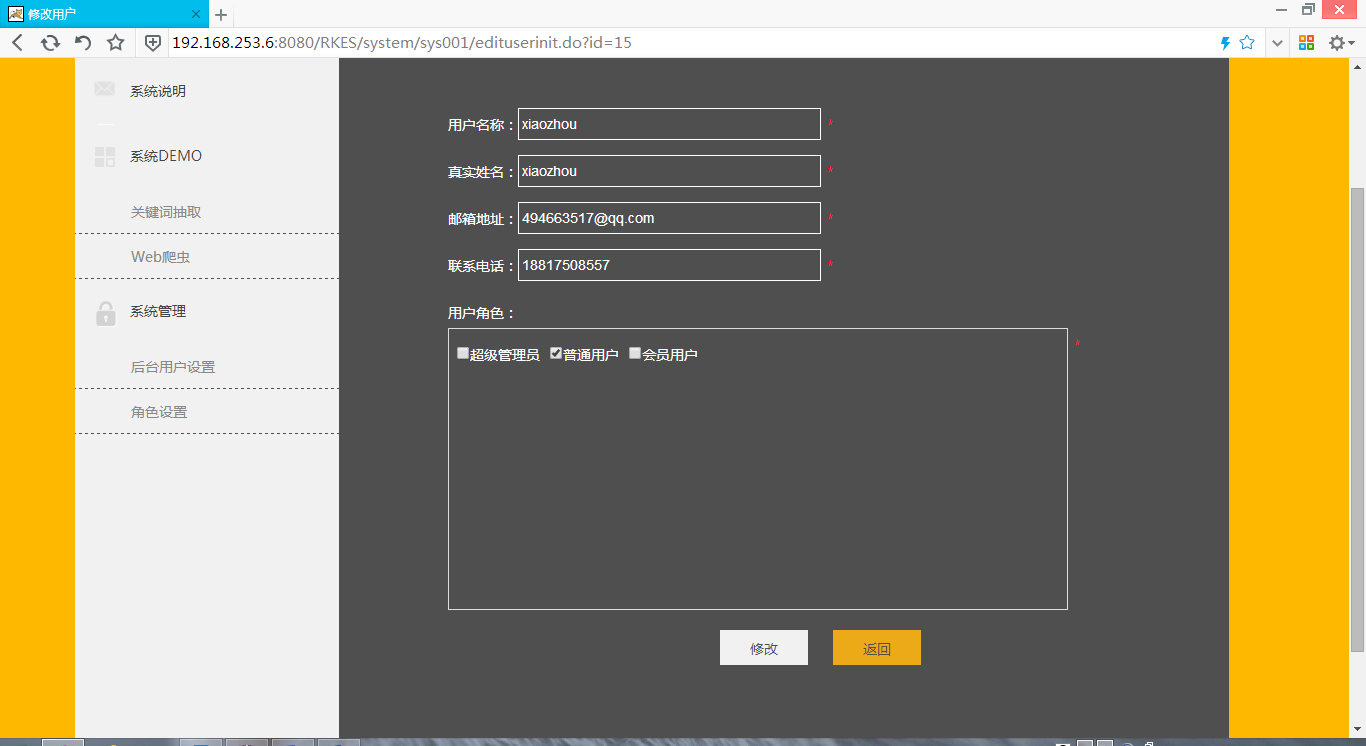 修改用户
192.168.253.6:8080/RKES/system/sys001/edituserinit.do?id=15
系统说明
系统DEMO
关键词抽取
Web爬虫
系统管理
后台用户设置
角色设置
用户名称：xiaozhou *
真实姓名：xiaozhou *
邮箱地址：494663517@qq.com *
联系电话：18817508557 *
用户角色：
超级管理员 普通用户 会员用户 *
修改 返回